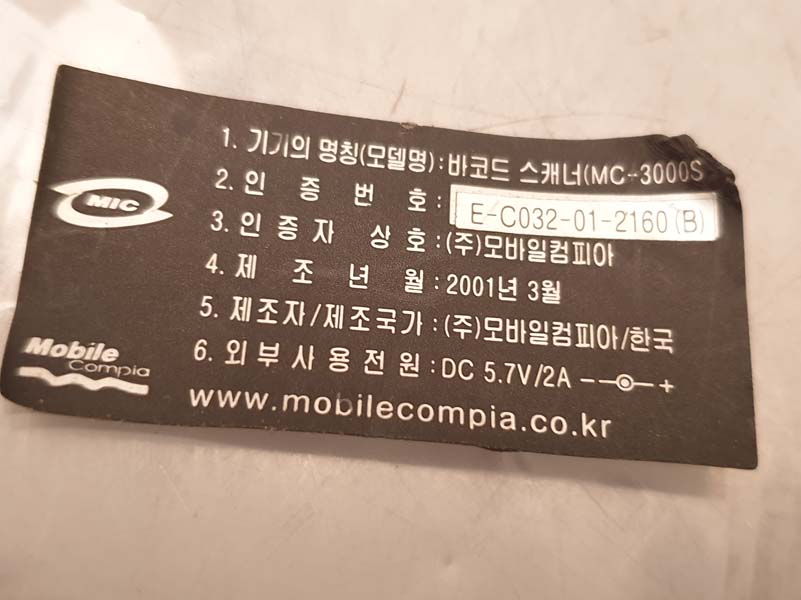 1. 기기의 명칭(모델명) : 바코드 스캐너(MC-3000S
MIC
2. 인 증 번 호 : E-C032-01-2160 (B)
3. 인 증 자 상 호 : (주)모바일컴피아
4. 제 조 년 월 : 2001년 3월
5. 제조자/제조국가 : (주)모바일컴피아/한국
Mobile
Compia
6. 외 부 사 용 전 원 : DC 5.7V/2A - +
www.mobilecompia.co.kr